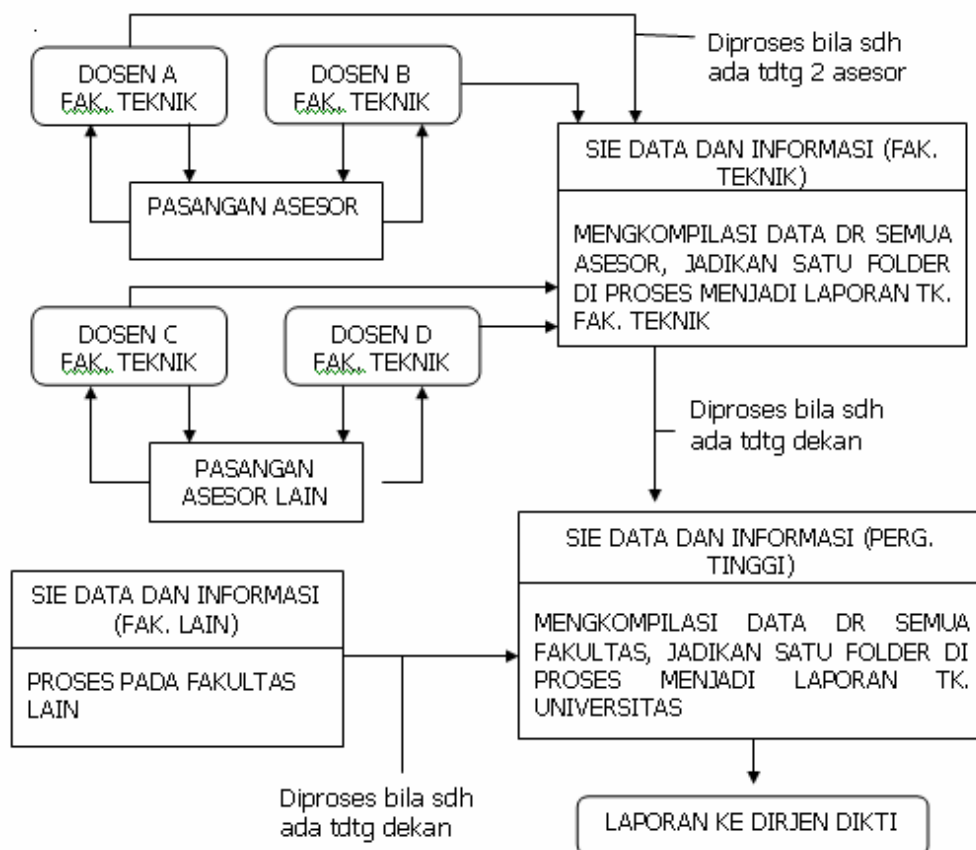 DOSEN A
FAK. TEKNIK
DOSEN B
FAK. TEKNIK
Diproses bila sdh
ada tdtg 2 asesor
PASANGAN ASESOR
SIE DATA DAN INFORMASI (FAK.
TEKNIK)
MENGKOMPILASI DATA DR SEMUA
ASESOR, JADIKAN SATU FOLDER
DI PROSES MENJADI LAPORAN TK.
FAK. TEKNIK
DOSEN C
FAK. TEKNIK
DOSEN D
FAK. TEKNIK
PASANGAN
ASESOR LAIN
Diproses bila sdh
ada tdtg dekan
SIE DATA DAN INFORMASI (PERG.
TINGGI)
MENGKOMPILASI DATA DR SEMUA
FAKULTAS, JADIKAN SATU FOLDER DI
PROSES MENJADI LAPORAN TK.
UNIVERSITAS
SIE DATA DAN INFORMASI
(FAK. LAIN)
PROSES PADA FAKULTAS
LAIN
Diproses bila sdh
ada tdtg dekan
LAPORAN KE DIRJEN DIKTI